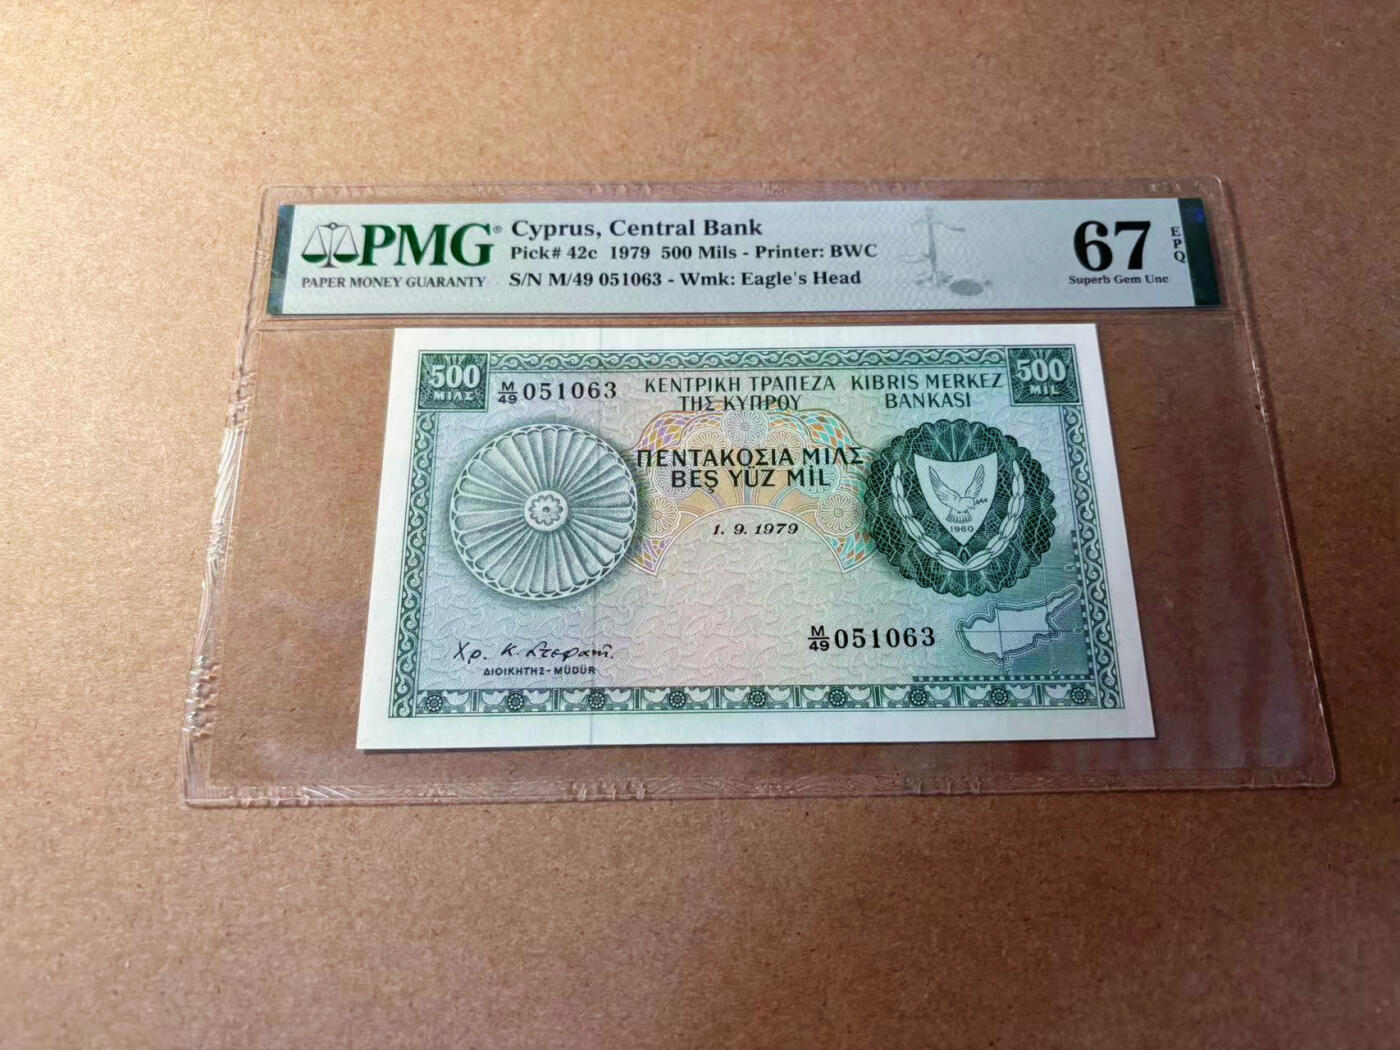 PMG®
PAPER MONEY GUARANTY
Cyprus, Central Bank
Pick# 42c 1979 500 Mils - Printer: BWC
S/N M/49 051063 - Wmk: Eagle's Head
67
EPQ
Superb Gem Unc
500
ΜΙΛΣ
M/49 051063
ΚΕΝΤΡΙΚΗ ΤΡΑΠΕΖΑ
ΤΗΣ ΚΥΠΡΟΥ
KIBRIS MERKEZ
BANKASI
500
MİL
ΠΕΝΤΑΚΟΣΙΑ ΜΙΛΣ
BEŞ YÜZ MİL
1. 9. 1979
1960
M/49 051063
Χρ. Κ. Στεφανί.
ΔΙΟΙΚΗΤΗΣ - MÜDÜR